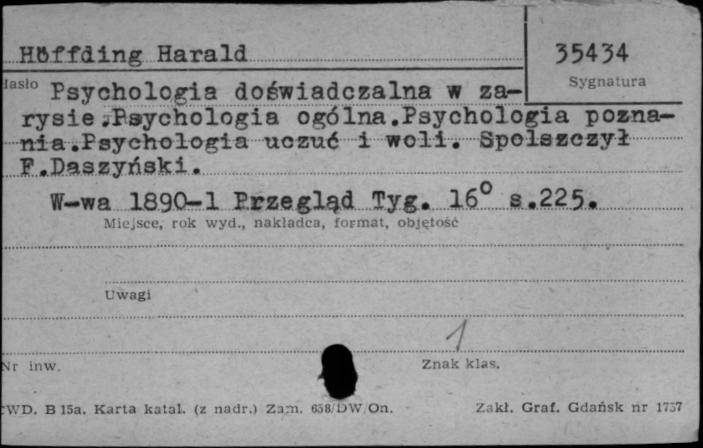 Höffding Harald
35434
Hasło
Sygnatura
Psychologia doświadczalna w za-
rysie.Psychologia ogólna.Psychologia pozna-
nia.Psychologia uczuć i woli. Spolszczył
F.Daszyński.
W-wa 1890-1 Przegląd Tyg. 16° s.225.
Miejsce, rok wyd., nakładca, format, objętość
Uwagi
1
Nr inw.
Znak klas.
CWD. B 15a. Karta katal. (z nadr.) Zam. 658/DW/On.
Zakł. Graf. Gdańsk nr 1757